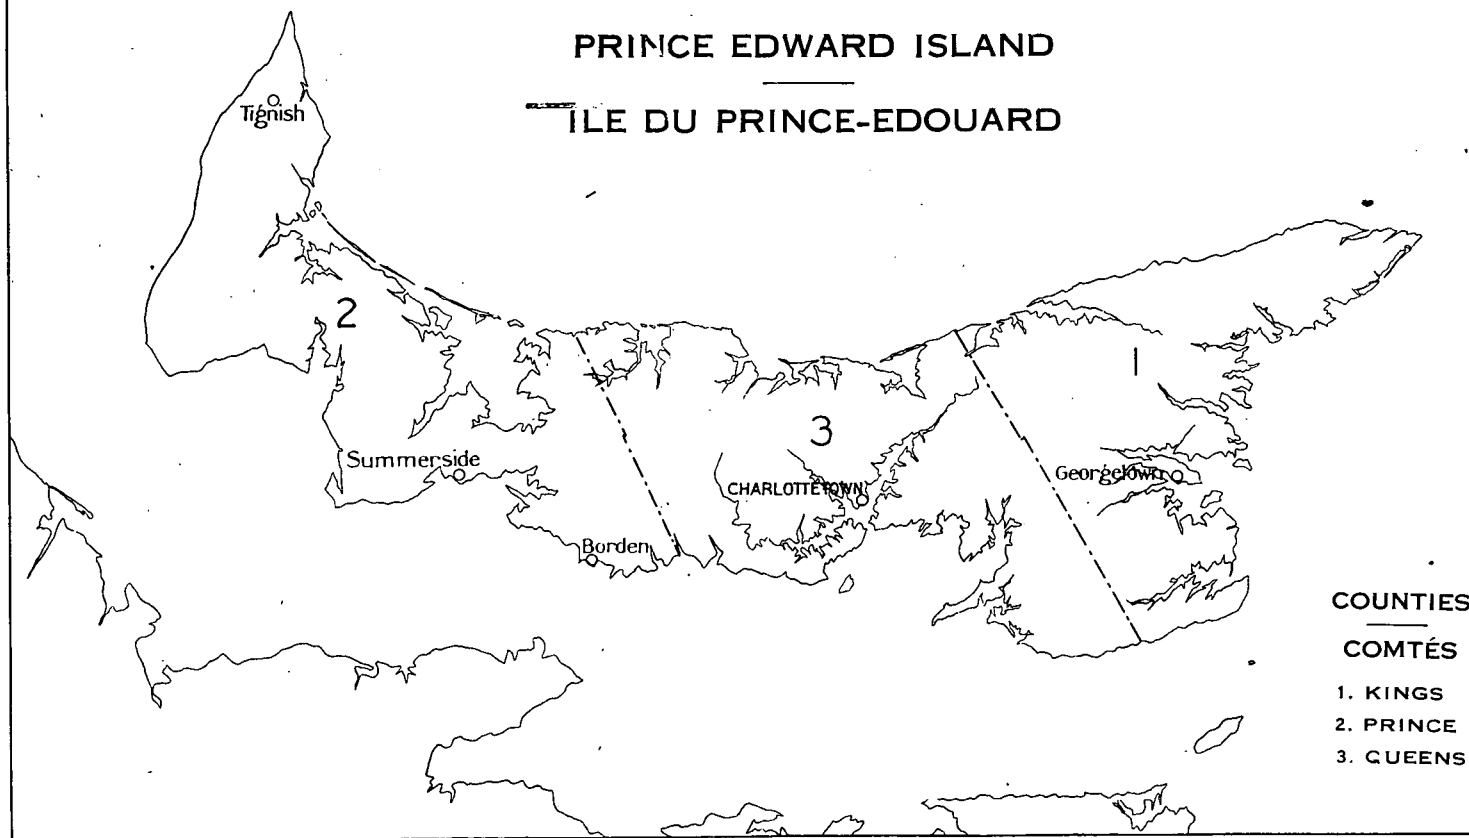 PRINCE EDWARD ISLAND
ILE DU PRINCE-EDOUARD
Tignish
2
1
3
Summerside
Georgetown
CHARLOTTETOWN
Borden
COUNTIES
COMTÉS
1. KINGS
2. PRINCE
3. QUEENS